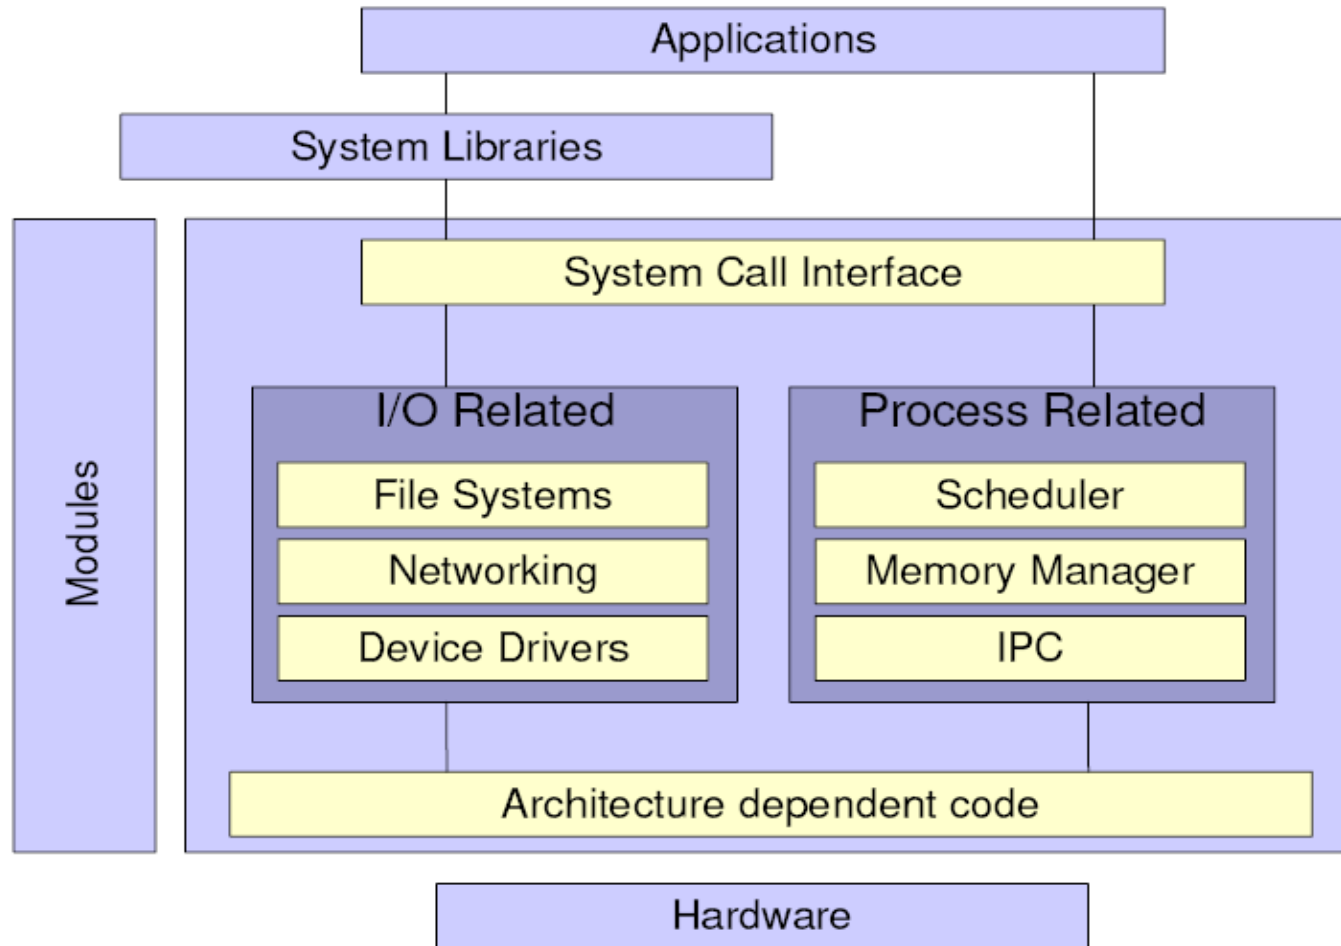 Applications
System Libraries
System Call Interface
Modules
I/O Related
File Systems
Networking
Device Drivers
Process Related
Scheduler
Memory Manager
IPC
Architecture dependent code
Hardware